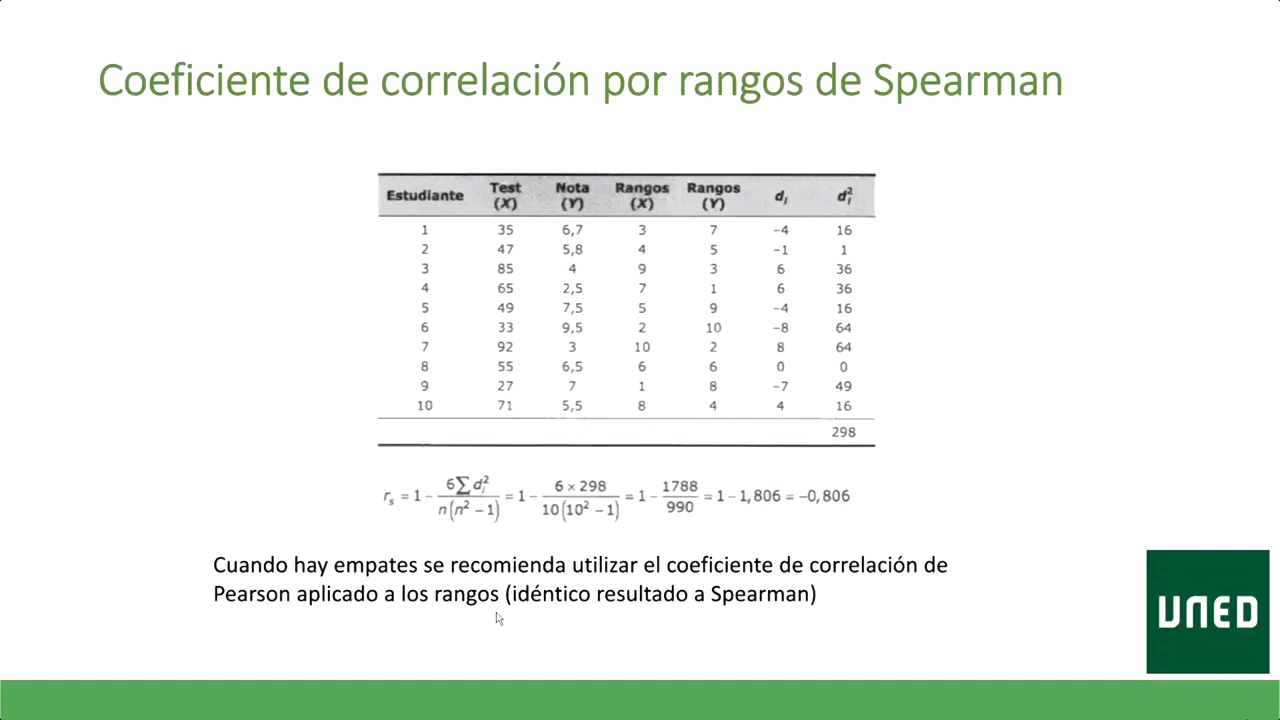 Coeficiente de correlación por rangos de Spearman
Estudiante Test (X) Nota (Y) Rangos (X) Rangos (Y) dᵢ dᵢ²
1 35 6,7 3 7 −4 16
2 47 5,8 4 5 −1 1
3 85 4 9 3 6 36
4 65 2,5 7 1 6 36
5 49 7,5 5 9 −4 16
6 33 9,5 2 10 −8 64
7 92 3 10 2 8 64
8 55 6,5 6 6 0 0
9 27 7 1 8 −7 49
10 71 5,5 8 4 4 16
298
rₛ = 1 − 6∑dᵢ² / n(n² − 1) = 1 − 6 × 298 / 10(10² − 1) = 1 − 1788 / 990 = 1 − 1,806 = −0,806
Cuando hay empates se recomienda utilizar el coeficiente de correlación de
Pearson aplicado a los rangos (idéntico resultado a Spearman)
UNED